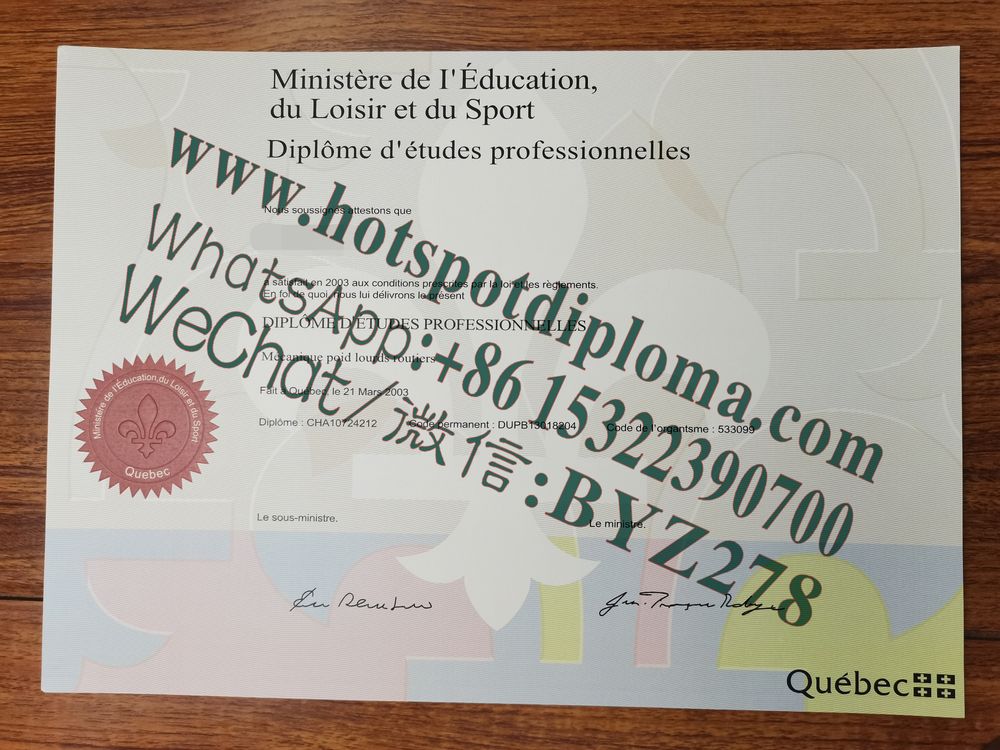 Ministère de l'Éducation,
du Loisir et du Sport
Diplôme d'études professionnelles
Nous soussignés attestons que
a satisfait en 2003 aux conditions prescrites par la loi et les règlements.
En foi de quoi, nous lui délivrons le présent
DIPLÔME D'ÉTUDES PROFESSIONNELLES
Mécanique poid lourds routiers
Fait à Québec, le 21 Mars 2003
Diplôme : CHA10724212 Code permanent : DUPB13018204 Code de l'organtsme : 533099
Ministère de l'Éducation,du Loisir et du Sport
Quebec
Le sous-ministre. Le ministre.
Québec
www.hotspotdiploma.com
WhatsApp:+86 15322390700
WeChat/微信:BYZ278